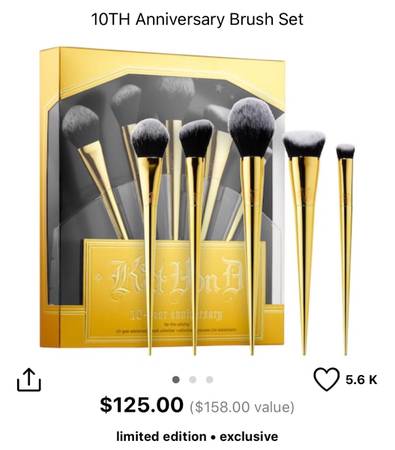 10TH Anniversary Brush Set
Kat Von D
10-year anniversary
5.6 K
$125.00 ($158.00 value)
limited edition • exclusive